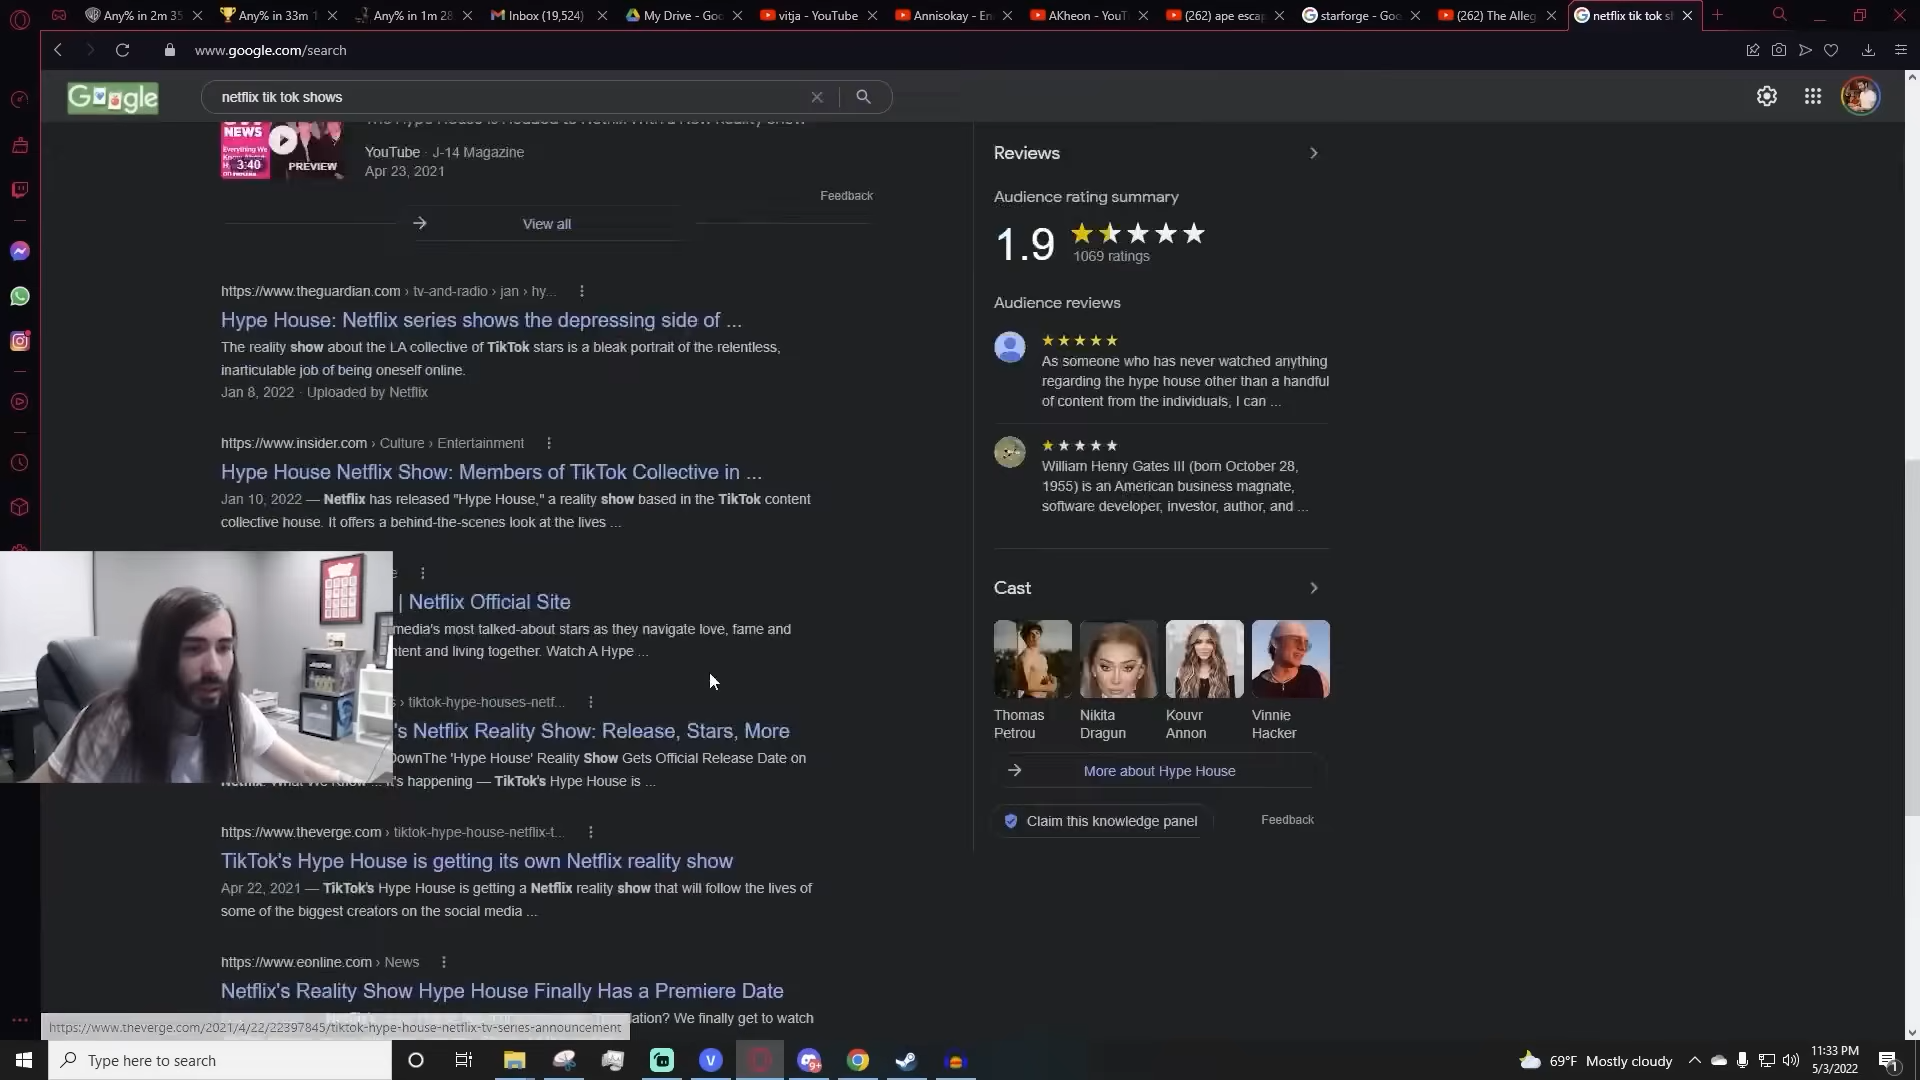 Any% in 2m 35
Any% in 33m 1
Any% in 1m 28
Inbox (19,524)
My Drive - Goo
vitja - YouTube
Annisokay - En
AKheon - YouT
(262) ape escap
starforge - Goo
(262) The Alleg
netflix tik tok sh
www.google.com/search
Google
netflix tik tok shows
NEWS
3:40
PREVIEW
YouTube · J-14 Magazine
Apr 23, 2021
Feedback
View all
https://www.theguardian.com › tv-and-radio › jan › hy...
Hype House: Netflix series shows the depressing side of ...
The reality show about the LA collective of TikTok stars is a bleak portrait of the relentless,
inarticulable job of being oneself online.
Jan 8, 2022 · Uploaded by Netflix
https://www.insider.com › Culture › Entertainment
Hype House Netflix Show: Members of TikTok Collective in ...
Jan 10, 2022 — Netflix has released "Hype House," a reality show based in the TikTok content
collective house. It offers a behind-the-scenes look at the lives ...
| Netflix Official Site
media's most talked-about stars as they navigate love, fame and
ntent and living together. Watch A Hype ...
› tiktok-hype-houses-netf...
's Netflix Reality Show: Release, Stars, More
DownThe 'Hype House' Reality Show Gets Official Release Date on
t's happening — TikTok's Hype House is ...
https://www.theverge.com › tiktok-hype-house-netflix-t...
TikTok's Hype House is getting its own Netflix reality show
Apr 22, 2021 — TikTok's Hype House is getting a Netflix reality show that will follow the lives of
some of the biggest creators on the social media ...
https://www.eonline.com › News
Netflix's Reality Show Hype House Finally Has a Premiere Date
ation? We finally get to watch
https://www.theverge.com/2021/4/22/22397845/tiktok-hype-house-netflix-tv-series-announcement
Reviews
Audience rating summary
1.9
1069 ratings
Audience reviews
As someone who has never watched anything
regarding the hype house other than a handful
of content from the individuals, I can ...
William Henry Gates III (born October 28,
1955) is an American business magnate,
software developer, investor, author, and ...
Cast
Thomas
Petrou
Nikita
Dragun
Kouvr
Annon
Vinnie
Hacker
More about Hype House
Claim this knowledge panel
Feedback
Type here to search
69°F Mostly cloudy
11:33 PM
5/3/2022